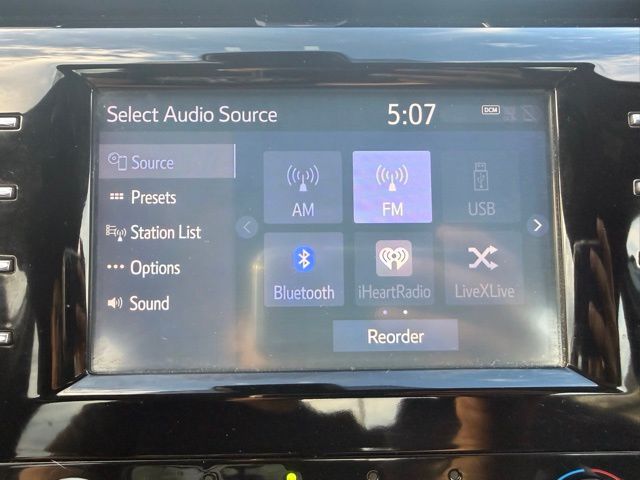 Select Audio Source
5:07
DCM
Source
Presets
Station List
Options
Sound
AM
FM
USB
Bluetooth
iHeartRadio
LiveXLive
Reorder